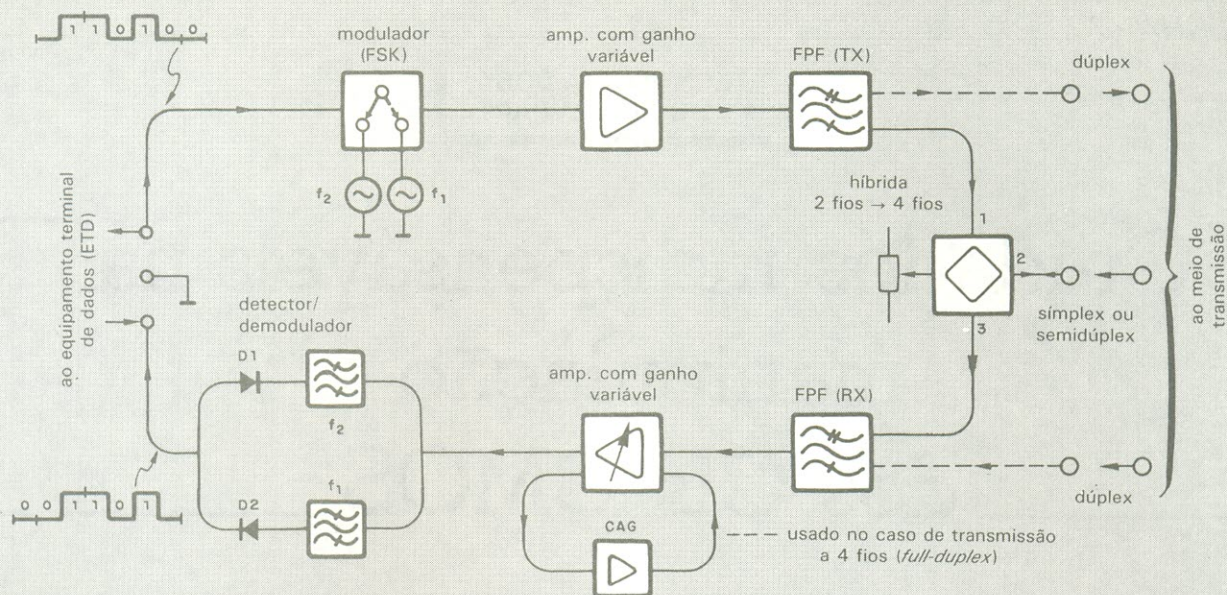 1 1 0 1 0 0
modulador
(FSK)
f2
f1
amp. com ganho
variável
FPF (TX)
dúplex
híbrida
2 fios → 4 fios
1
2
3
símplex ou
semidúplex
ao meio de
transmissão
ao equipamento terminal
de dados (ETD)
detector/
demodulador
D1
f2
f1
D2
0 0 1 1 0 1
amp. com ganho
variável
CAG
FPF (RX)
dúplex
--- usado no caso de transmissão
a 4 fios (full-duplex)